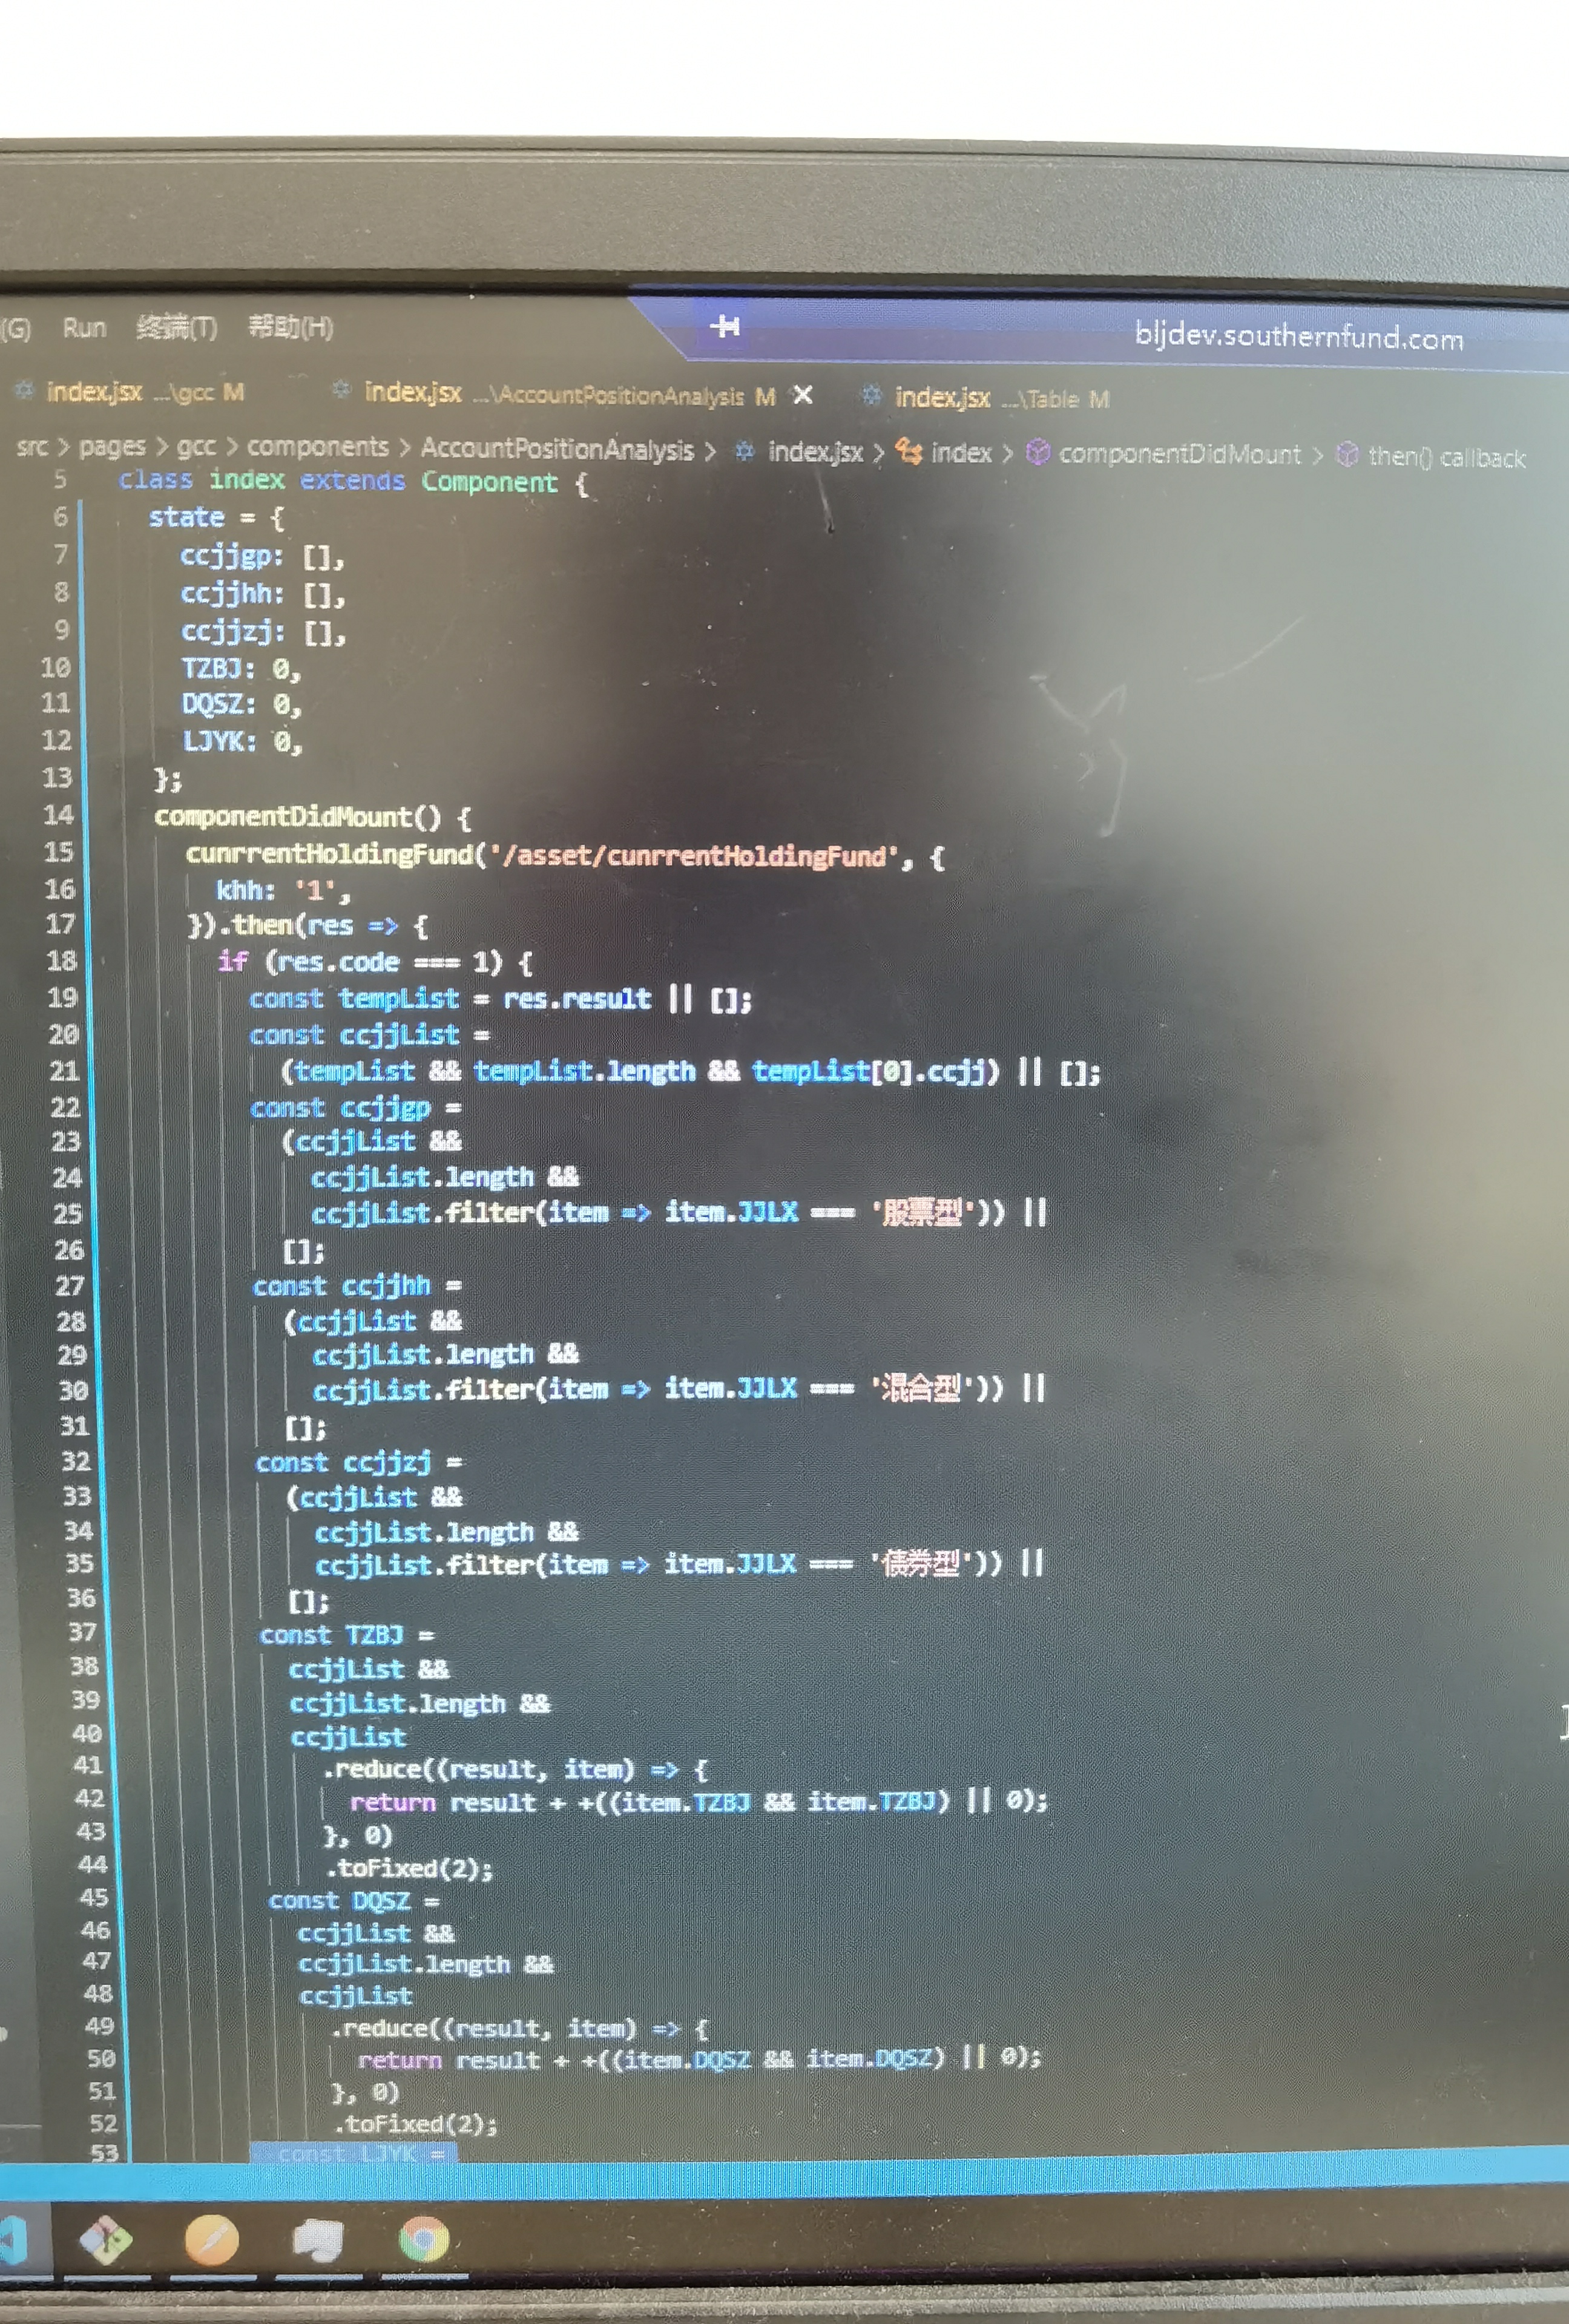 (G) Run 终端(T) 帮助(H) bljdev.southernfund.com
index.jsx ...\gcc M index.jsx ...\AccountPositionAnalysis M index.jsx ...\Table M
src > pages > gcc > components > AccountPositionAnalysis > index.jsx > index > componentDidMount > then() callback
5 class index extends Component {
6 state = {
7 ccjjgp: [],
8 ccjjhh: [],
9 ccjjzj: [],
10 TZBJ: 0,
11 DQSZ: 0,
12 LJYK: 0,
13 };
14 componentDidMount() {
15 cunrrentHoldingFund('/asset/cunrrentHoldingFund', {
16 khh: '1',
17 }).then(res => {
18 if (res.code === 1) {
19 const tempList = res.result || [];
20 const ccjjList =
21 (tempList && tempList.length && tempList[0].ccjj) || [];
22 const ccjjgp =
23 (ccjjList &&
24 ccjjList.length &&
25 ccjjList.filter(item => item.JJLX === '股票型')) ||
26 [];
27 const ccjjhh =
28 (ccjjList &&
29 ccjjList.length &&
30 ccjjList.filter(item => item.JJLX === '混合型')) ||
31 [];
32 const ccjjzj =
33 (ccjjList &&
34 ccjjList.length &&
35 ccjjList.filter(item => item.JJLX === '债券型')) ||
36 [];
37 const TZBJ =
38 ccjjList &&
39 ccjjList.length &&
40 ccjjList
41 .reduce((result, item) => {
42 return result + +((item.TZBJ && item.TZBJ) || 0);
43 }, 0)
44 .toFixed(2);
45 const DQSZ =
46 ccjjList &&
47 ccjjList.length &&
48 ccjjList
49 .reduce((result, item) => {
50 return result + +((item.DQSZ && item.DQSZ) || 0);
51 }, 0)
52 .toFixed(2);
53 const LJYK =